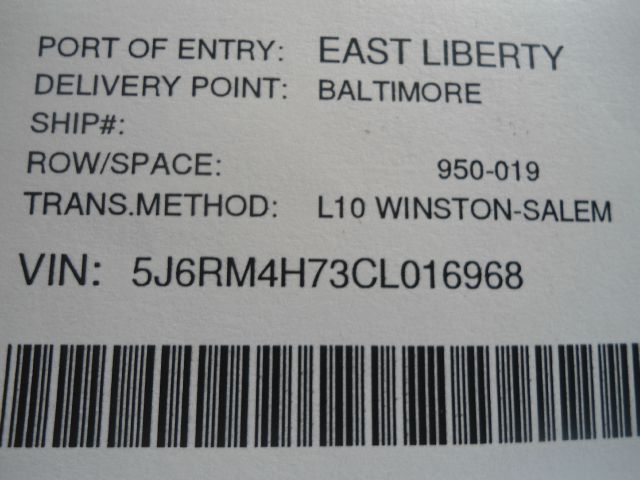 PORT OF ENTRY: EAST LIBERTY
DELIVERY POINT: BALTIMORE
SHIP#:
ROW/SPACE: 950-019
TRANS.METHOD: L10 WINSTON-SALEM
VIN: 5J6RM4H73CL016968